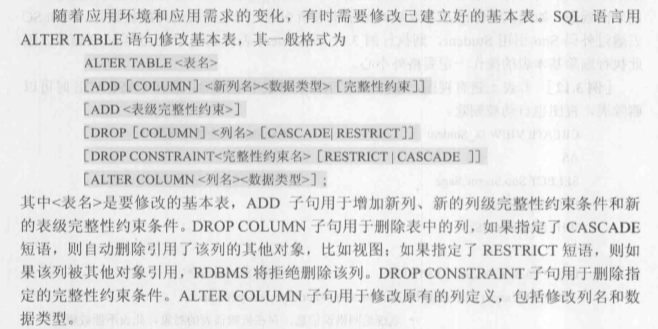 随着应用环境和应用需求的变化，有时需要修改已建立好的基本表。SQL 语言用
ALTER TABLE 语句修改基本表，其一般格式为
ALTER TABLE <表名>
[ADD [COLUMN] <新列名><数据类型>[完整性约束]]
[ADD <表级完整性约束>]
[DROP [COLUMN] <列名> [CASCADE| RESTRICT]]
[DROP CONSTRAINT<完整性约束名> [RESTRICT | CASCADE ]]
[ALTER COLUMN <列名><数据类型>] ;
其中<表名>是要修改的基本表，ADD 子句用于增加新列、新的列级完整性约束条件和新
的表级完整性约束条件。DROP COLUMN 子句用于删除表中的列，如果指定了 CASCADE
短语，则自动删除引用了该列的其他对象，比如视图；如果指定了 RESTRICT 短语，则如
果该列被其他对象引用，RDBMS 将拒绝删除该列。DROP CONSTRAINT 子句用于删除指
定的完整性约束条件。ALTER COLUMN 子句用于修改原有的列定义，包括修改列名和数
据类型。